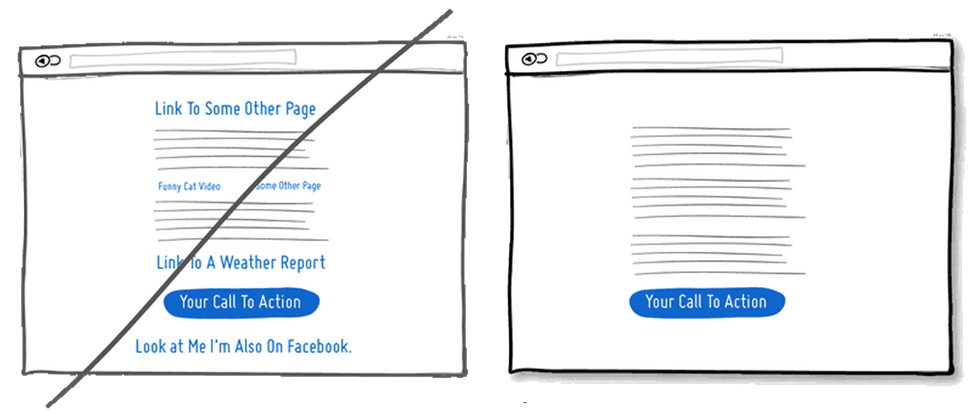 Link To Some Other Page
Funny Cat Video
Some Other Page
Link To A Weather Report
Your Call To Action
Look at Me I'm Also On Facebook.
Your Call To Action